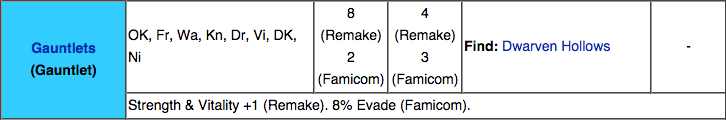 Gauntlets
(Gauntlet)
OK, Fr, Wa, Kn, Dr, Vi, DK,
Ni
8
(Remake)
2
(Famicom)
4
(Remake)
3
(Famicom)
Find: Dwarven Hollows
-
Strength & Vitality +1 (Remake). 8% Evade (Famicom).